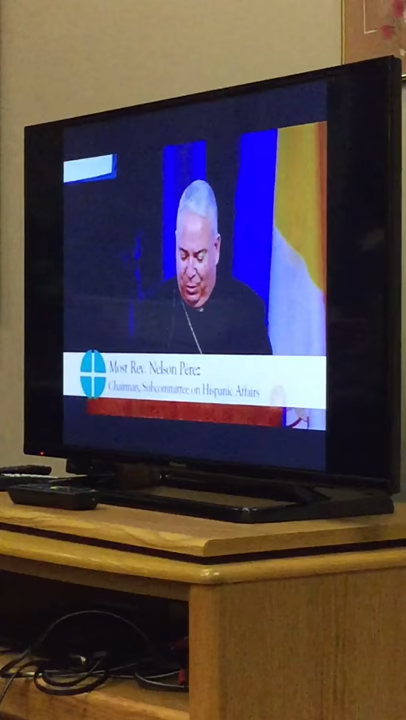 Most Rev. Nelson Perez
Chairman, Subcommittee on Hispanic Affairs